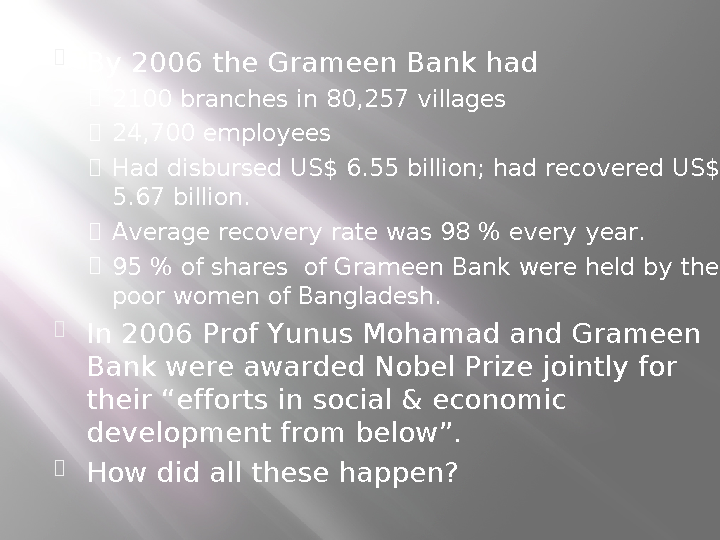 By 2006 the Grameen Bank had
2100 branches in 80,257 villages
24,700 employees
Had disbursed US$ 6.55 billion; had recovered US$
5.67 billion.
Average recovery rate was 98 % every year.
95 % of shares  of Grameen Bank were held by the
poor women of Bangladesh.
In 2006 Prof Yunus Mohamad and Grameen
Bank were awarded Nobel Prize jointly for
their “efforts in social & economic
development from below”.
How did all these happen?